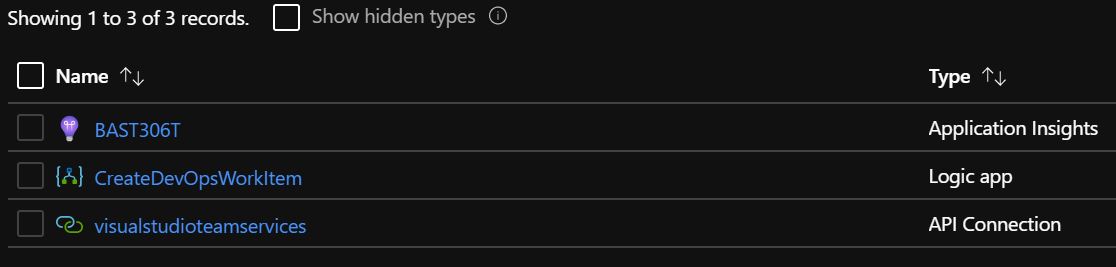 Showing 1 to 3 of 3 records. Show hidden types
Name Type
BAST306T Application Insights
CreateDevOpsWorkItem Logic app
visualstudioteamservices API Connection